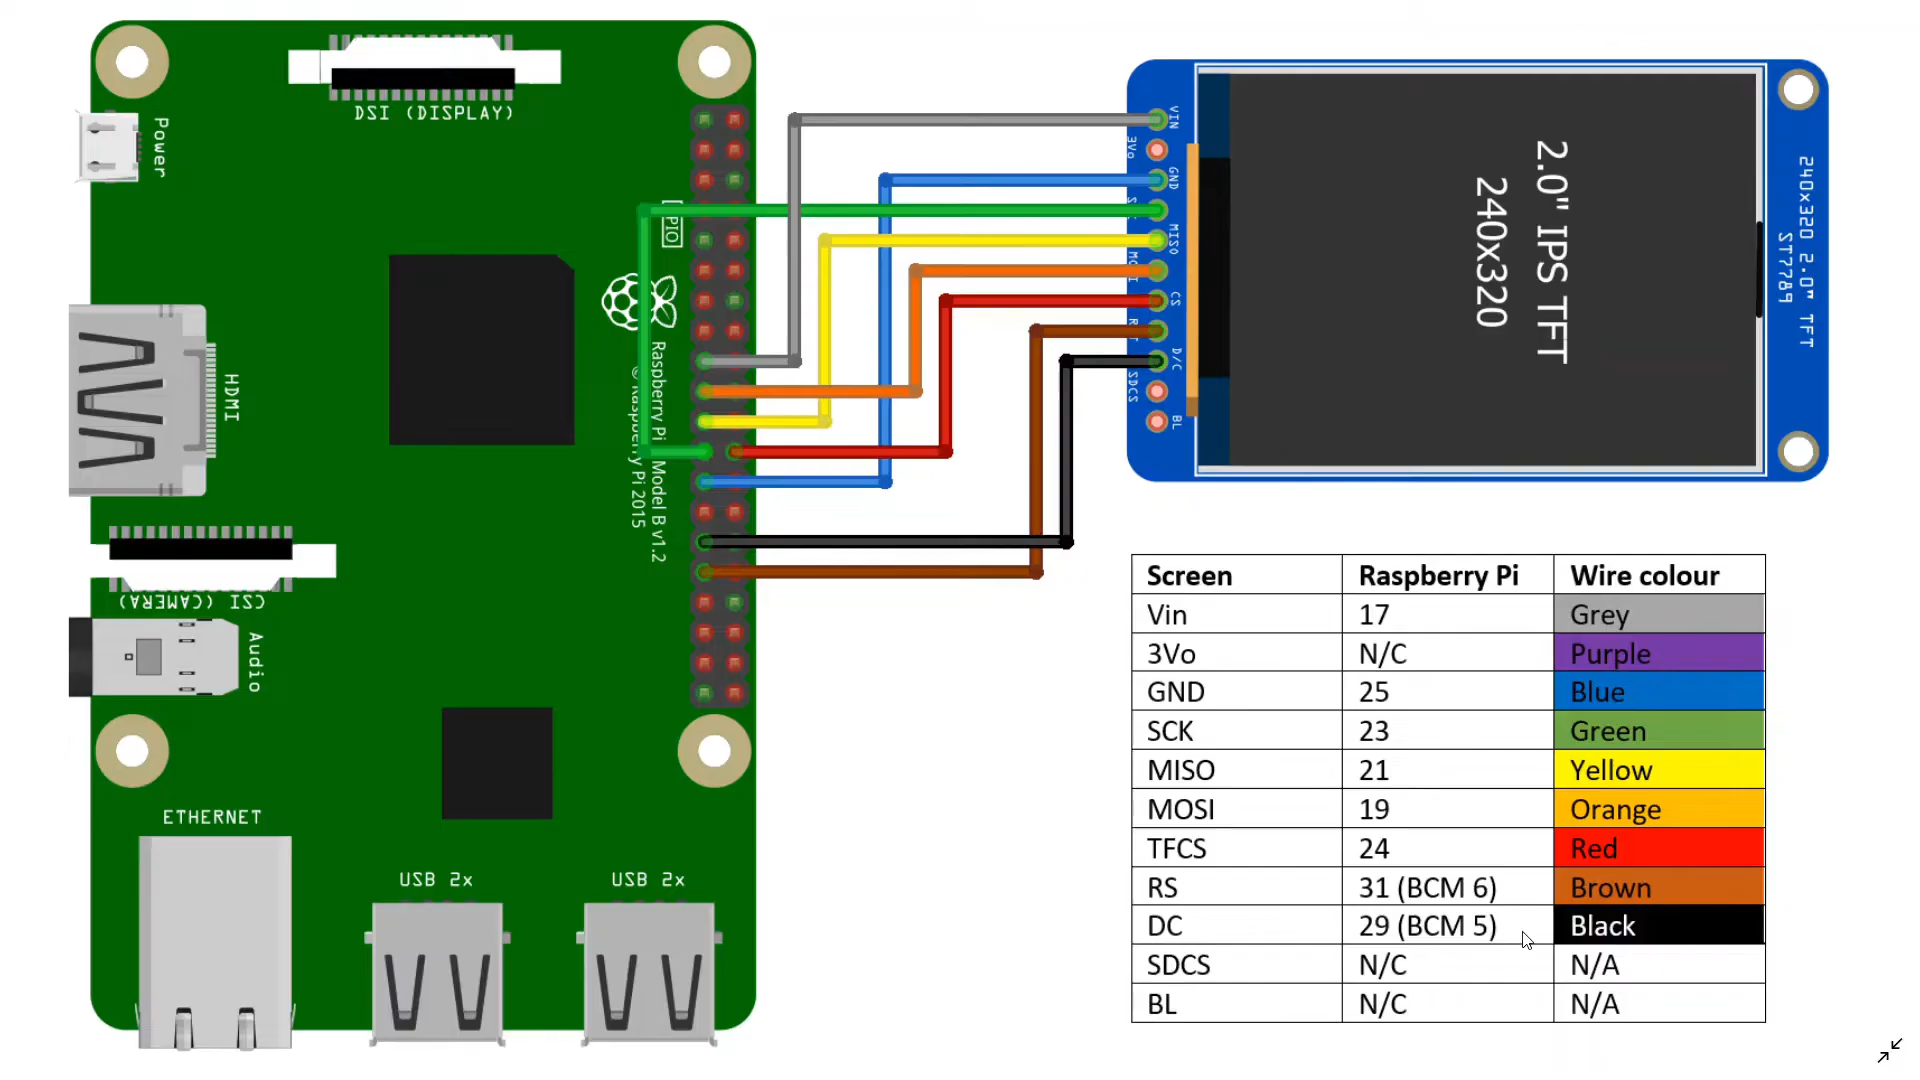 DSI (DISPLAY)
Power
HDMI
CSI (CAMERA)
Audio
ETHERNET
USB 2x
USB 2x
Raspberry Pi Model B v1.2
© Raspberry Pi 2015
VIN
3Vo
GND
MISO
CS
D/C
SDCS
BL
2.0" IPS TFT
240x320
240x320 2.0" TFT
ST7789
Screen Raspberry Pi Wire colour
Vin 17 Grey
3Vo N/C Purple
GND 25 Blue
SCK 23 Green
MISO 21 Yellow
MOSI 19 Orange
TFCS 24 Red
RS 31 (BCM 6) Brown
DC 29 (BCM 5) Black
SDCS N/C N/A
BL N/C N/A